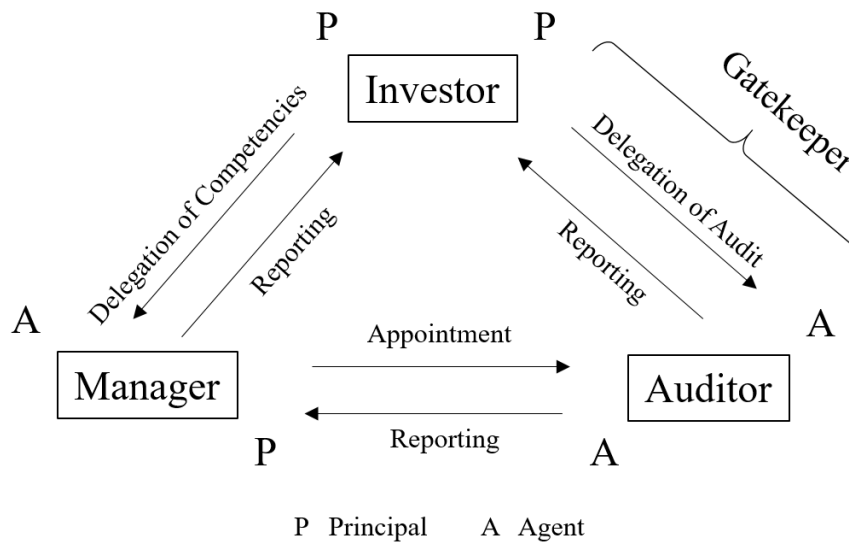 P
P
Investor
Gatekeeper
Delegation of Competencies
Reporting
Delegation of Audit
Reporting
A
A
Appointment
Manager
Auditor
Reporting
P
A
P Principal A Agent